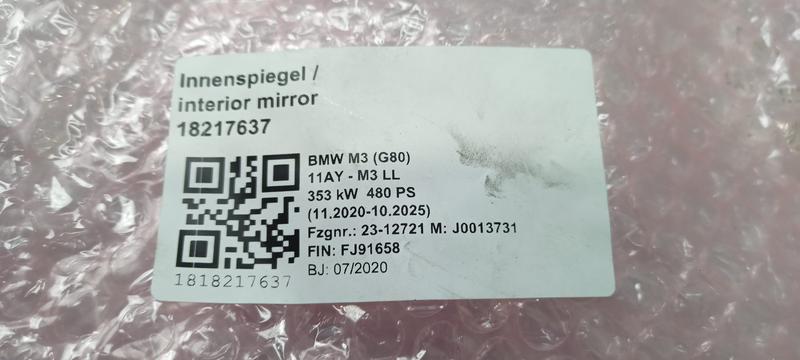 Innenspiegel /
interior mirror
18217637
BMW M3 (G80)
11AY - M3 LL
353 kW 480 PS
(11.2020-10.2025)
Fzgnr.: 23-12721 M: J0013731
FIN: FJ91658
BJ: 07/2020
1818217637